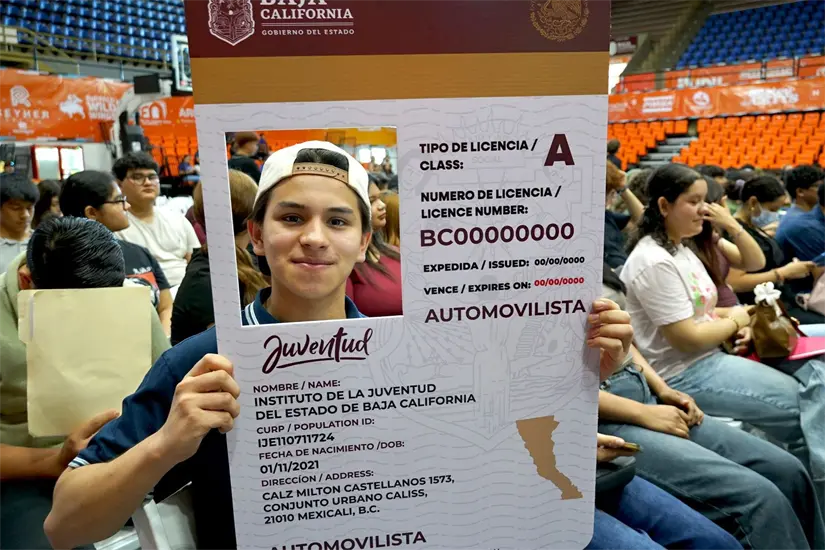 BAJA
CALIFORNIA
GOBIERNO DEL ESTADO
TIPO DE LICENCIA /
CLASS:
A
NUMERO DE LICENCIA /
LICENCE NUMBER:
BC00000000
EXPEDIDA / ISSUED: 00/00/0000
VENCE / EXPIRES ON: 00/00/0000
AUTOMOVILISTA
Juventud
NOMBRE / NAME:
INSTITUTO DE LA JUVENTUD
DEL ESTADO DE BAJA CALIFORNIA
CURP / POPULATION ID:
IJE110711724
FECHA DE NACIMIENTO /DOB:
01/11/2021
DIRECCÍON / ADDRESS:
CALZ MILTON CASTELLANOS 1573,
CONJUNTO URBANO CALISS,
21010 MEXICALI, B.C.
AUTOMOVILISTA